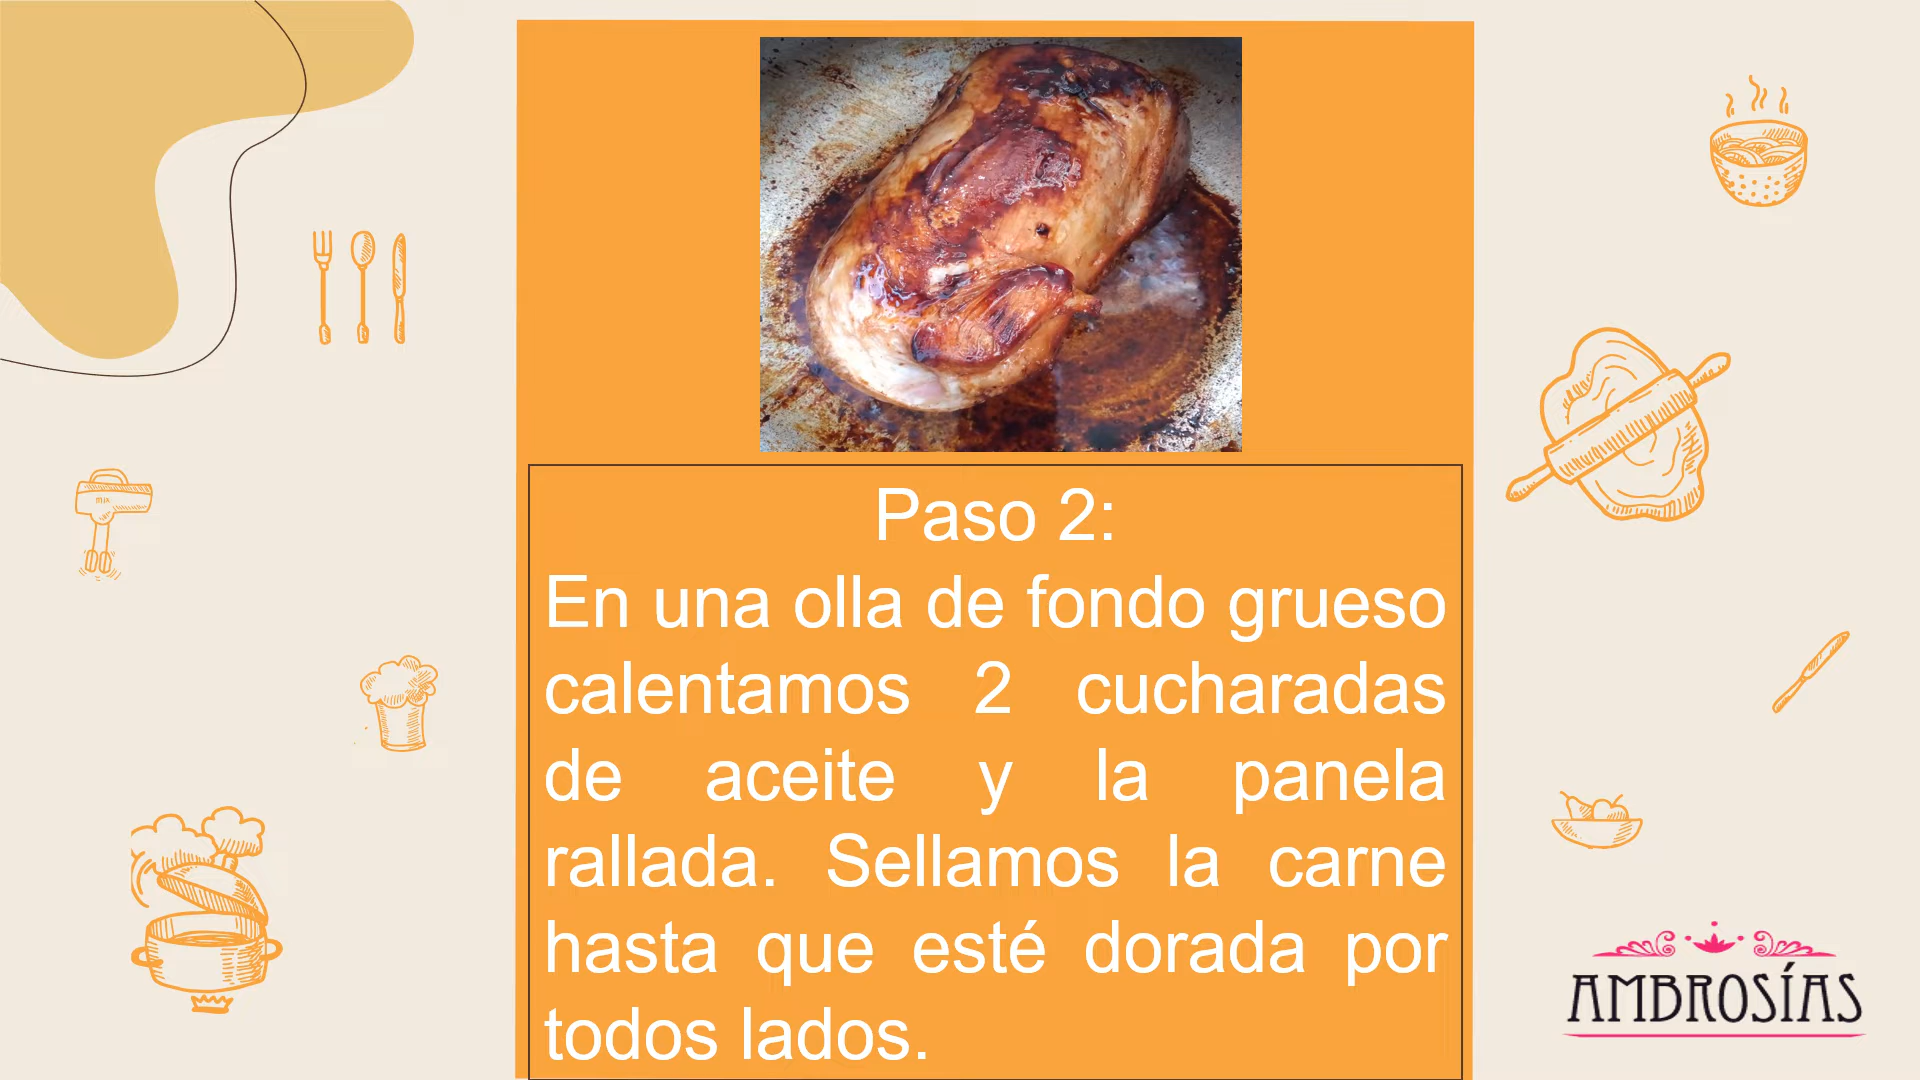 Paso 2:
En una olla de fondo grueso
calentamos 2 cucharadas
de aceite y la panela
rallada. Sellamos la carne
hasta que esté dorada por
todos lados.
mix
AMBROSÍAS